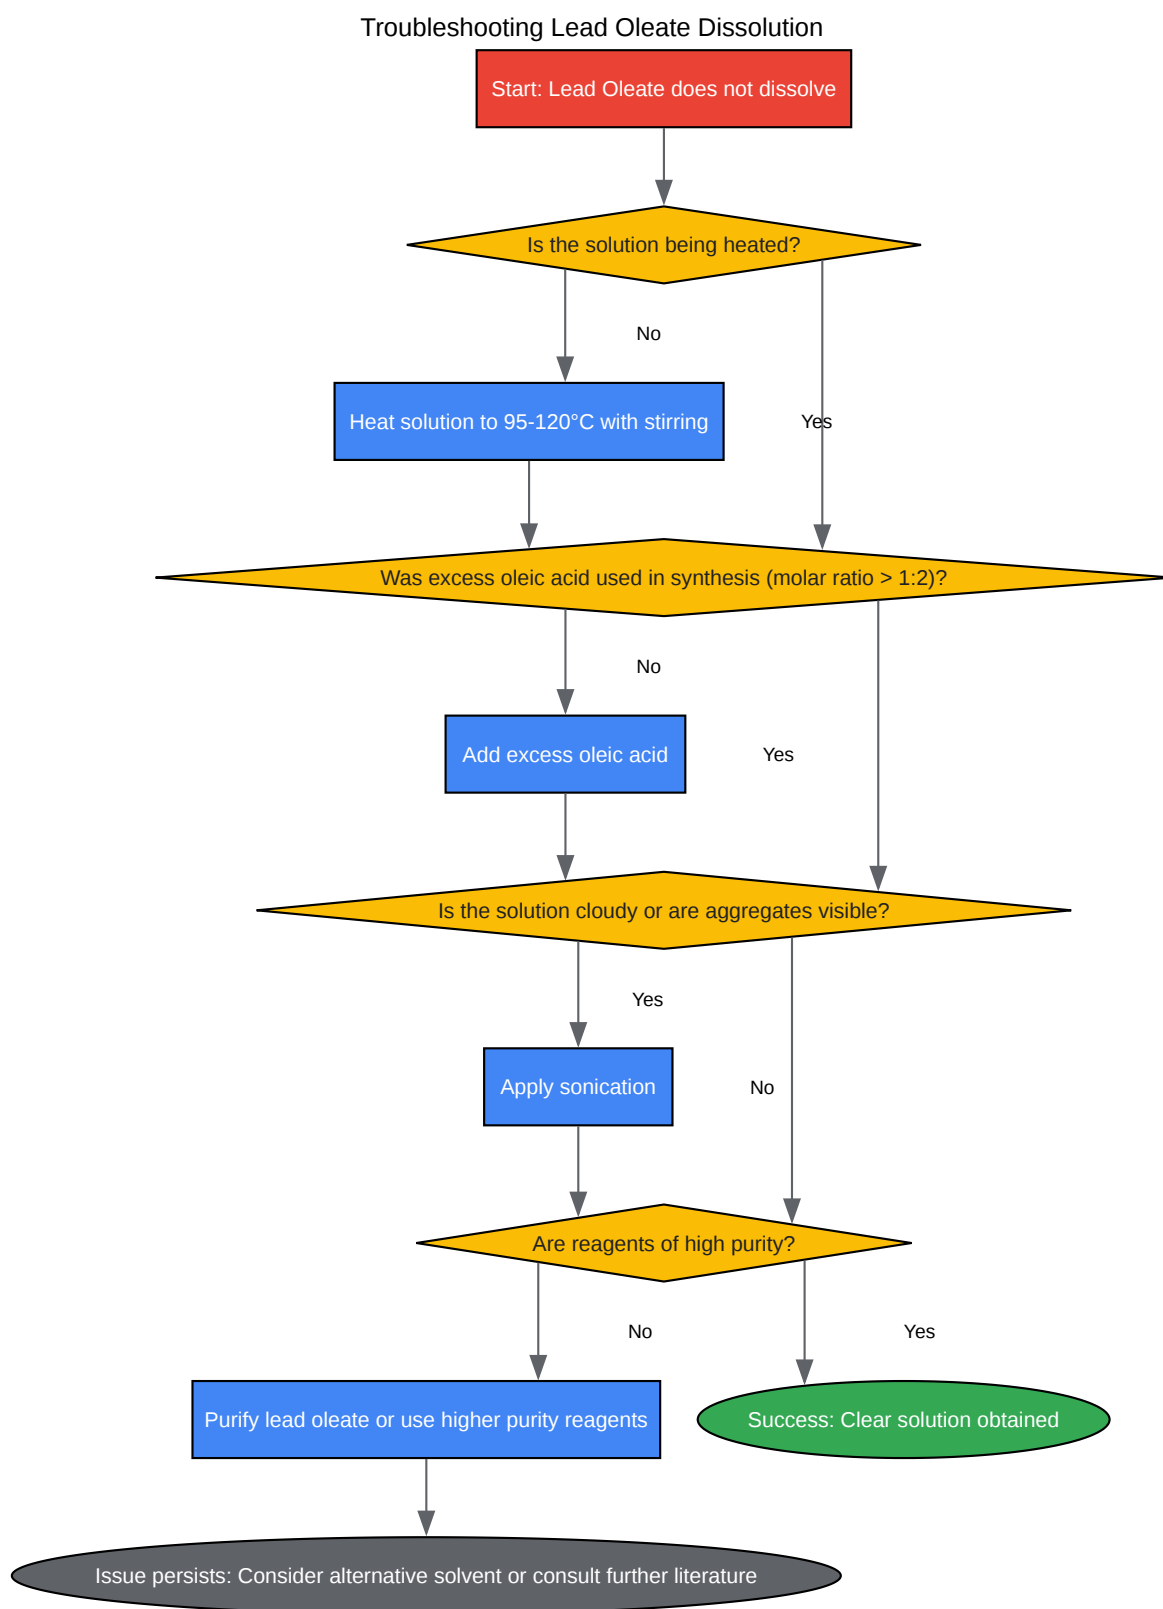 Troubleshooting Lead Oleate Dissolution
Start: Lead Oleate does not dissolve
Is the solution being heated?
No
Heat solution to 95-120°C with stirring
Yes
Was excess oleic acid used in synthesis (molar ratio > 1:2)?
No
Add excess oleic acid
Yes
Is the solution cloudy or are aggregates visible?
Yes
Apply sonication
No
Are reagents of high purity?
No
Yes
Purify lead oleate or use higher purity reagents
Success: Clear solution obtained
Issue persists: Consider alternative solvent or consult further literature